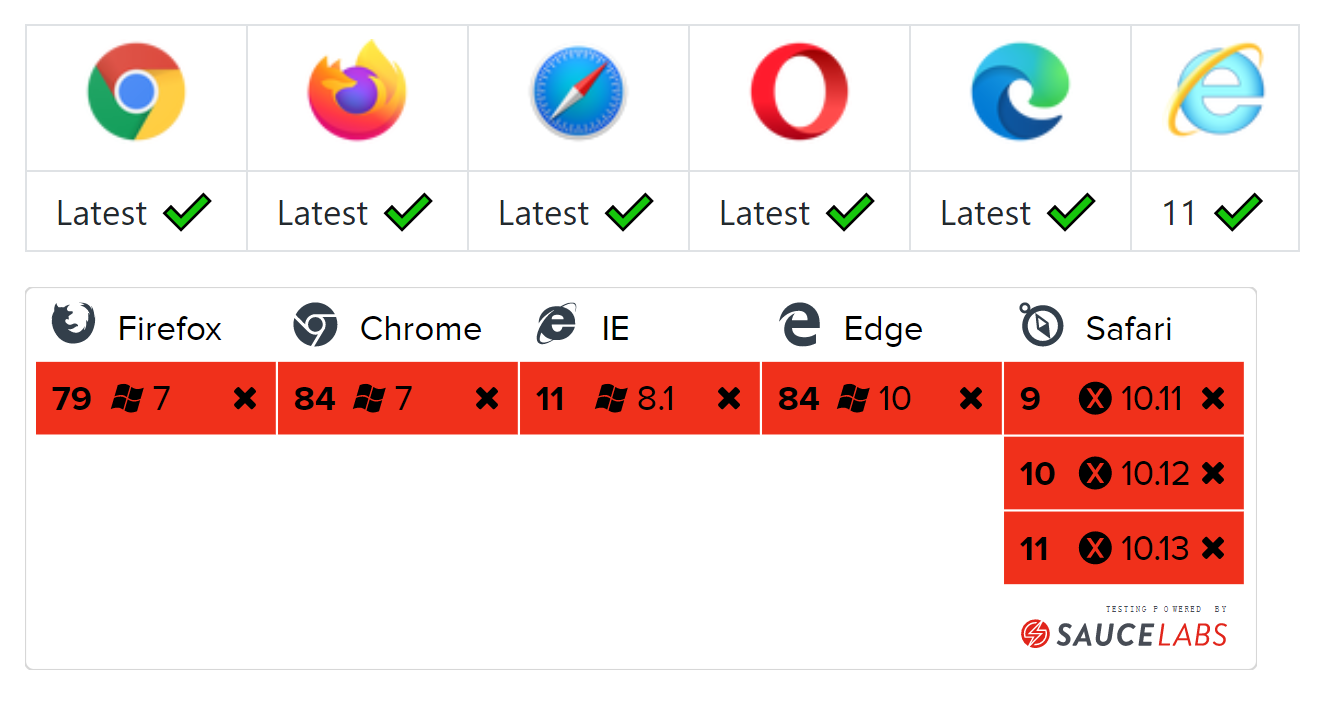 Latest ✔ Latest ✔ Latest ✔ Latest ✔ Latest ✔ 11 ✔
Firefox Chrome IE Edge Safari
79 7 ✖ 84 7 ✖ 11 8.1 ✖ 84 10 ✖ 9 X 10.11 ✖
10 X 10.12 ✖
11 X 10.13 ✖
TESTING POWERED BY
SAUCELABS